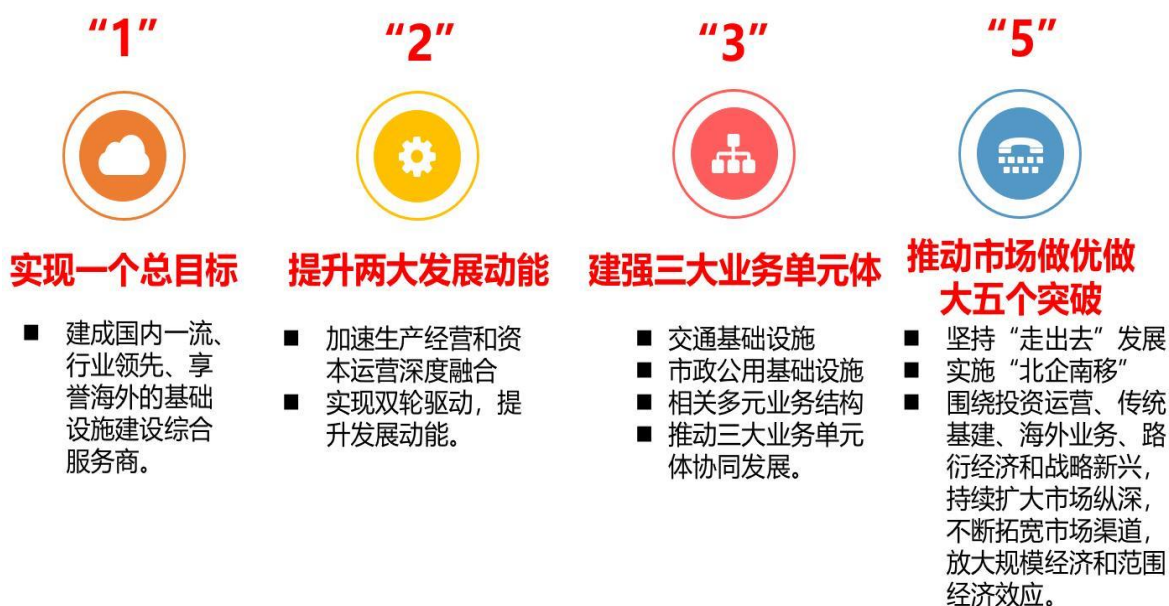 “1”
实现一个总目标
■ 建成国内一流、
行业领先、享
誉海外的基础
设施建设综合
服务商。
“2”
提升两大发展动能
■ 加速生产经营和资
本运营深度融合
■ 实现双轮驱动，提
升发展动能。
“3”
建强三大业务单元体
■ 交通基础设施
■ 市政公用基础设施
■ 相关多元业务结构
■ 推动三大业务单元
体协同发展。
“5”
推动市场做优做
大五个突破
■ 坚持“走出去”发展
■ 实施“北企南移”
■ 围绕投资运营、传统
基建、海外业务、路
衍经济和战略新兴，
持续扩大市场纵深，
不断拓宽市场渠道，
放大规模经济和范围
经济效应。